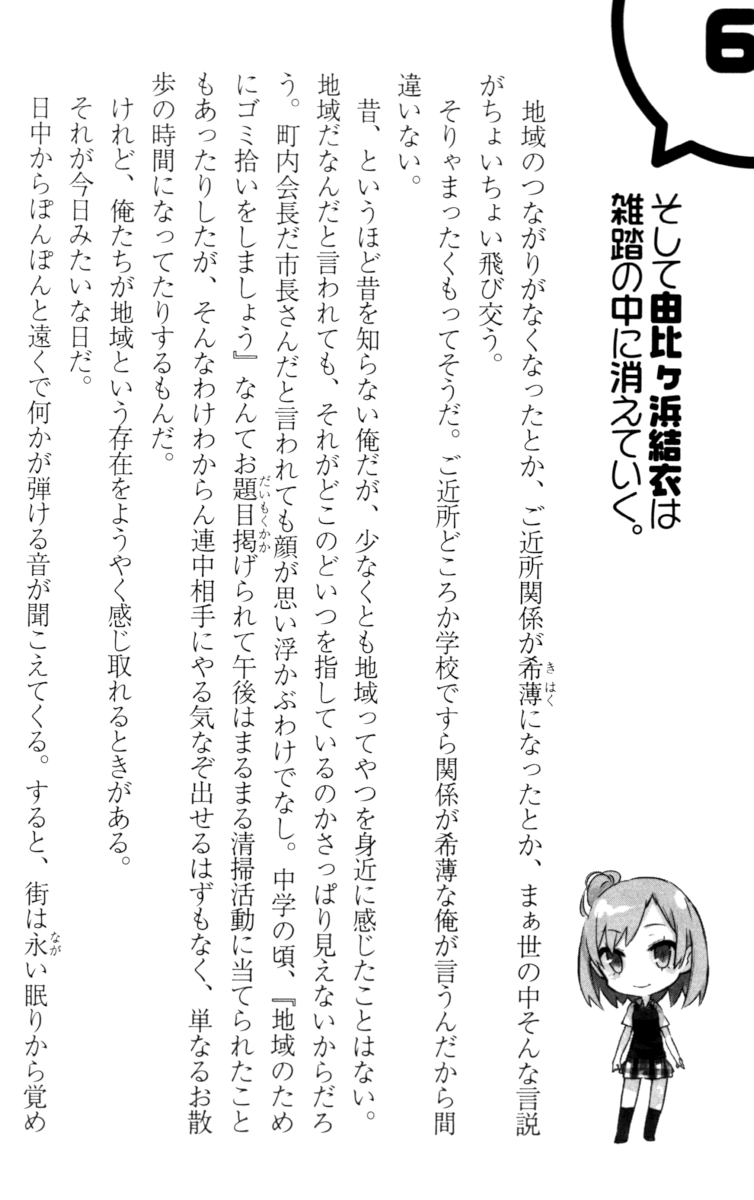 6
そして由比ヶ浜結衣は
雑踏の中に消えていく。
地域のつながりがなくなったとか、ご近所関係が希薄になったとか、まぁ世の中そんな言説
きはく
がちょいちょい飛び交う。
そりゃまったくもってそうだ。ご近所どころか学校ですら関係が希薄な俺が言うんだから間
違いない。
昔、というほど昔を知らない俺だが、少なくとも地域ってやつを身近に感じたことはない。
地域だなんだと言われても、それがどこのどいつを指しているのかさっぱり見えないからだろ
う。町内会長だ市長さんだと言われても顔が思い浮かぶわけでなし。中学の頃、『地域のため
にゴミ拾いをしましょう』なんてお題目掲げられて午後はまるまる清掃活動に当てられたこと
だいもくかか
もあったりしたが、そんなわけわからん連中相手にやる気なぞ出せるはずもなく、単なるお散
歩の時間になってたりするもんだ。
けれど、俺たちが地域という存在をようやく感じ取れるときがある。
それが今日みたいな日だ。
日中からぽんぽんと遠くで何かが弾ける音が聞こえてくる。すると、街は永い眠りから覚め
なが